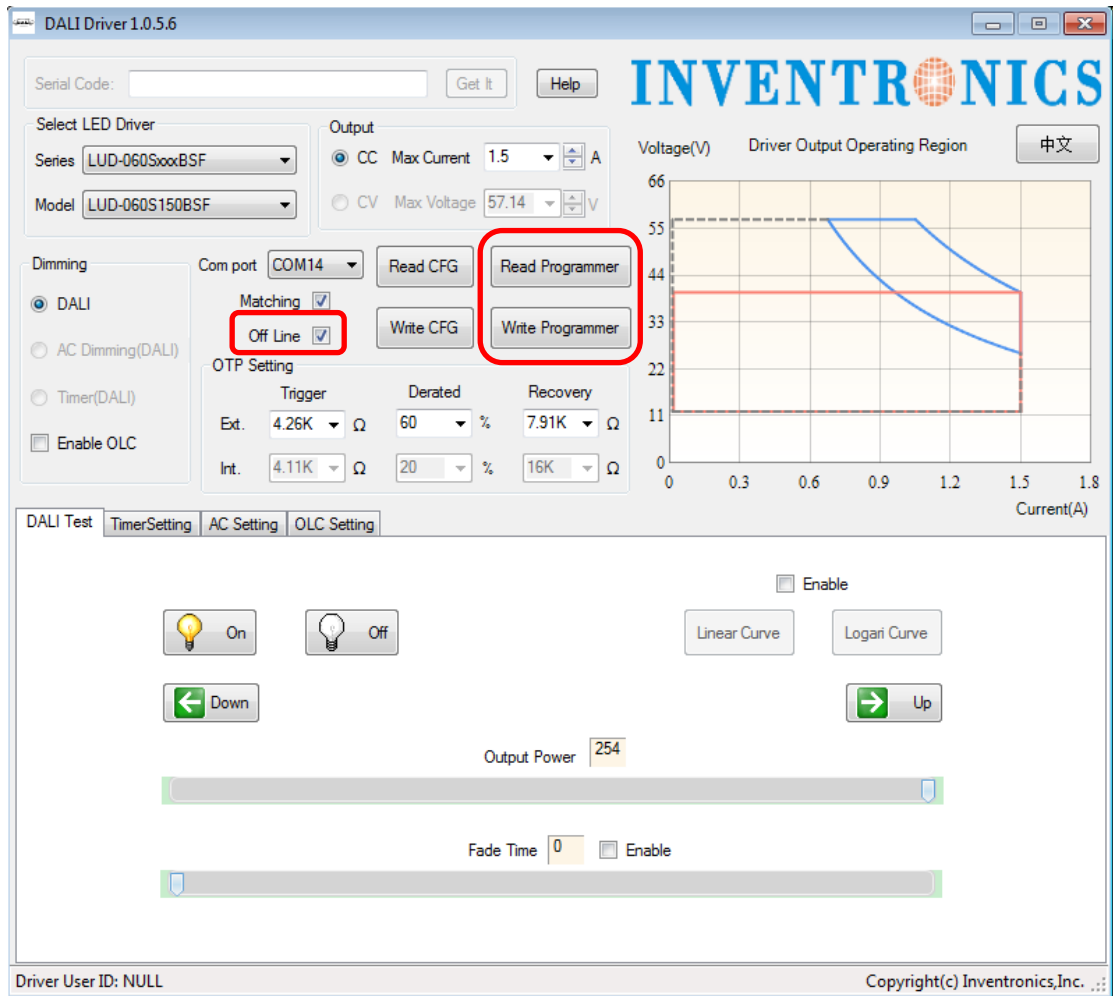 DALI Driver 1.0.5.6
Serial Code:
Get It
Help
INVENTRONICS
Select LED Driver
Series LUD-060SxxxBSF
Model LUD-060S150BSF
Output
CC Max Current 1.5 A
CV Max Voltage 57.14 V
Voltage(V) Driver Output Operating Region
中文
66
55
44
33
22
11
0
0 0.3 0.6 0.9 1.2 1.5 1.8
Current(A)
Dimming
DALI
AC Dimming(DALI)
Timer(DALI)
Enable OLC
Com port COM14
Matching
Off Line
Read CFG
Read Programmer
Write CFG
Write Programmer
OTP Setting
Trigger Derated Recovery
Ext. 4.26K Ω 60 % 7.91K Ω
Int. 4.11K Ω 20 % 16K Ω
DALI Test TimerSetting AC Setting OLC Setting
Enable
On Off Linear Curve Logari Curve
Down Up
Output Power 254
Fade Time 0 Enable
Driver User ID: NULL Copyright(c) Inventronics,Inc.